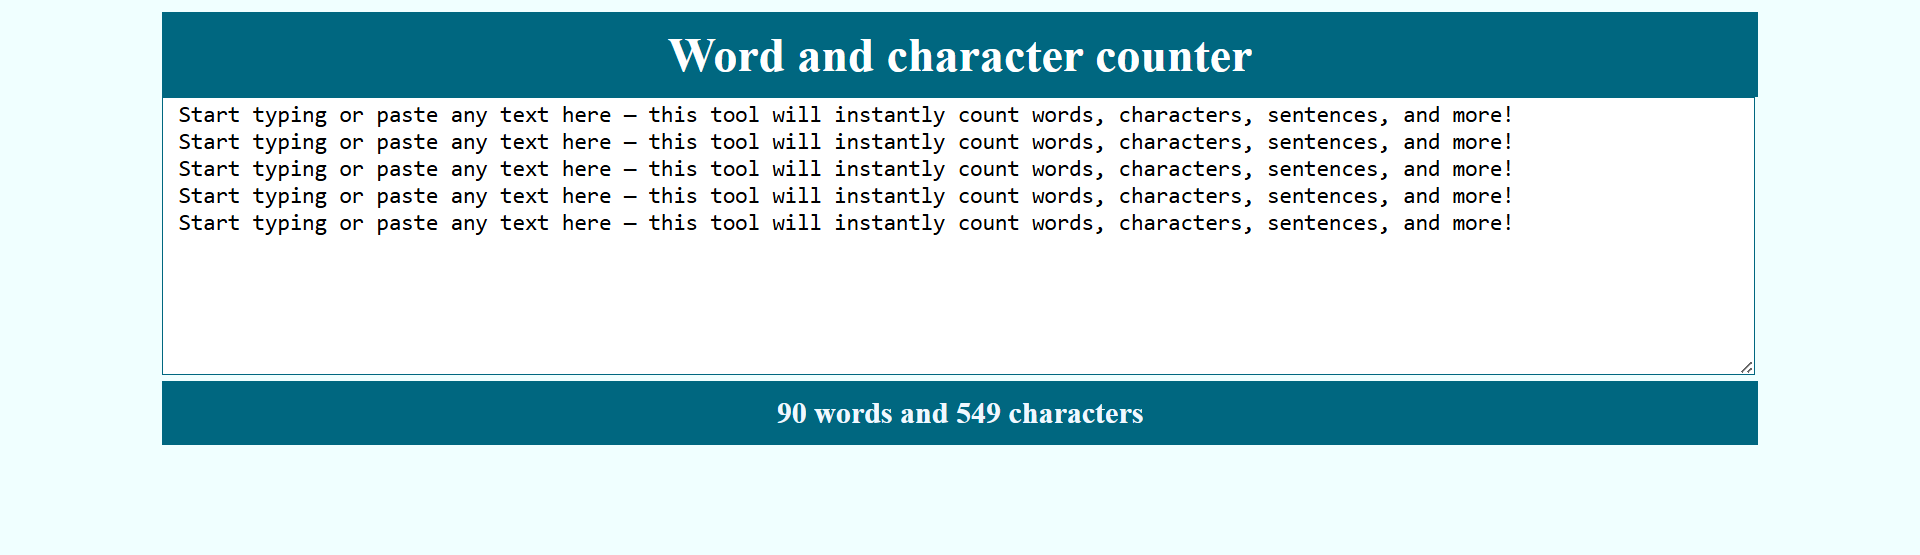 Word and character counter
Start typing or paste any text here — this tool will instantly count words, characters, sentences, and more!
Start typing or paste any text here — this tool will instantly count words, characters, sentences, and more!
Start typing or paste any text here — this tool will instantly count words, characters, sentences, and more!
Start typing or paste any text here — this tool will instantly count words, characters, sentences, and more!
Start typing or paste any text here — this tool will instantly count words, characters, sentences, and more!
90 words and 549 characters